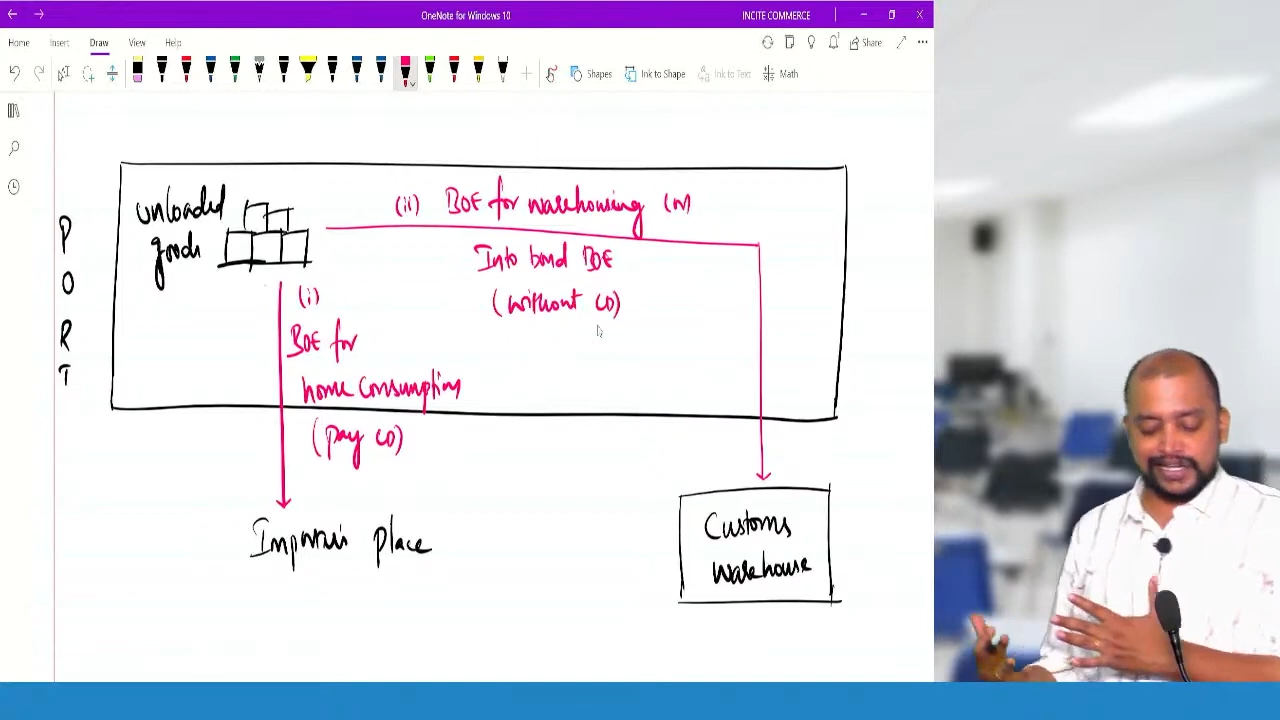 OneNote for Windows 10
INCITE COMMERCE
Home Insert Draw View Help
Share
Shapes Ink to Shape Ink to Text Math
PORT
unloaded
goods
(ii) BOE for warehousing (or)
Into bond BOE
(without CD)
(i)
BOE for
home consumption
(pay CD)
Importer's place
Customs
warehouse